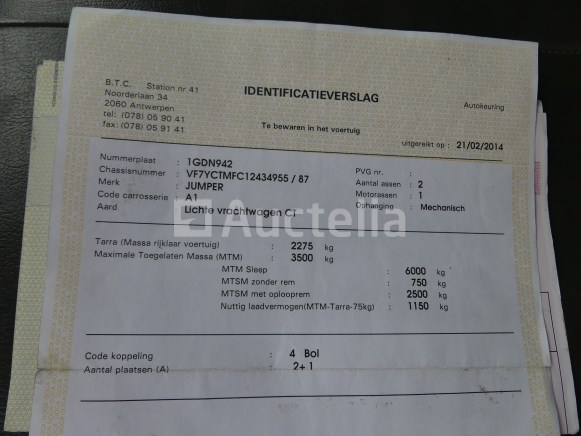 B.T.C. Station nr 41
Noorderlaan 34
2060 Antwerpen
tel: (078) 05 90 41
fax: (078) 05 91 41
IDENTIFICATIEVERSLAG
Autokeuring
Te bewaren in het voertuig
uitgereikt op : 21/02/2014
Nummerplaat : 1GDN942
Chassisnummer : VF7YCTMFC12434955 / 87
Merk : JUMPER
Code carrosserie : A1
Aard : Lichte vrachtwagen C1
PVG nr. :
Aantal assen : 2
Motorassen : 1
Ophanging : Mechanisch
Auctelia
Tarra (Massa rijklaar voertuig) : 2275 kg
Maximale Toegelaten Massa (MTM) : 3500 kg
MTM Sleep : 6000 kg
MTSM zonder rem : 750 kg
MTSM met oplooprem : 2500 kg
Nuttig laadvermogen(MTM-Tarra-75kg) : 1150 kg
Code koppeling : 4 Bol
Aantal plaatsen (A) : 2+1